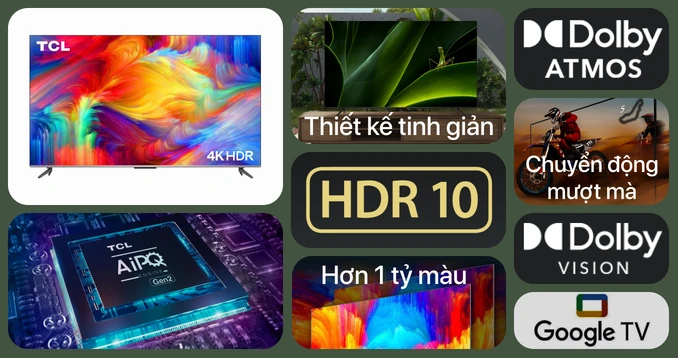 TCL
4K HDR
Thiết kế tinh giản
Dolby
ATMOS
Chuyển động
mượt mà
HDR 10
TCL
AiPQ
ENGINE
Gen2
Hơn 1 tỷ màu
Dolby
VISION
Google TV